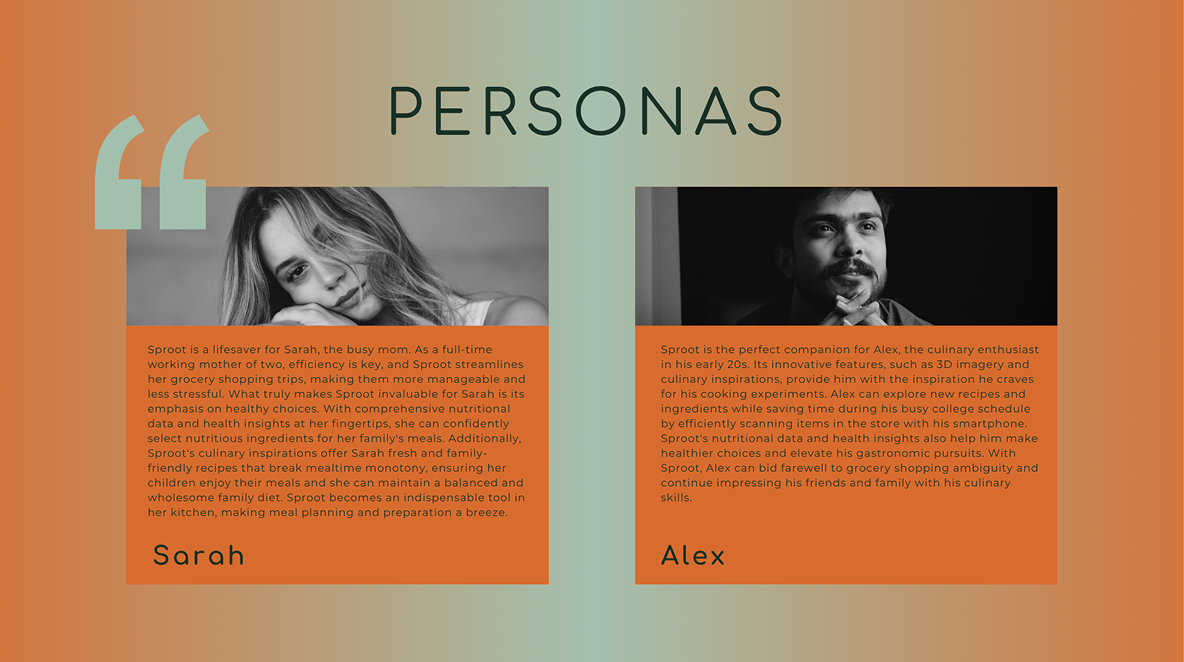 PERSONAS
“
Sproot is a lifesaver for Sarah, the busy mom. As a full-time
working mother of two, efficiency is key, and Sproot streamlines
her grocery shopping trips, making them more manageable and
less stressful. What truly makes Sproot invaluable for Sarah is its
emphasis on healthy choices. With comprehensive nutritional
data and health insights at her fingertips, she can confidently
select nutritious ingredients for her family's meals. Additionally,
Sproot's culinary inspirations offer Sarah fresh and family-
friendly recipes that break mealtime monotony, ensuring her
children enjoy their meals and she can maintain a balanced and
wholesome family diet. Sproot becomes an indispensable tool in
her kitchen, making meal planning and preparation a breeze.
Sarah
Sproot is the perfect companion for Alex, the culinary enthusiast
in his early 20s. Its innovative features, such as 3D imagery and
culinary inspirations, provide him with the inspiration he craves
for his cooking experiments. Alex can explore new recipes and
ingredients while saving time during his busy college schedule
by efficiently scanning items in the store with his smartphone.
Sproot's nutritional data and health insights also help him make
healthier choices and elevate his gastronomic pursuits. With
Sproot, Alex can bid farewell to grocery shopping ambiguity and
continue impressing his friends and family with his culinary
skills.
Alex